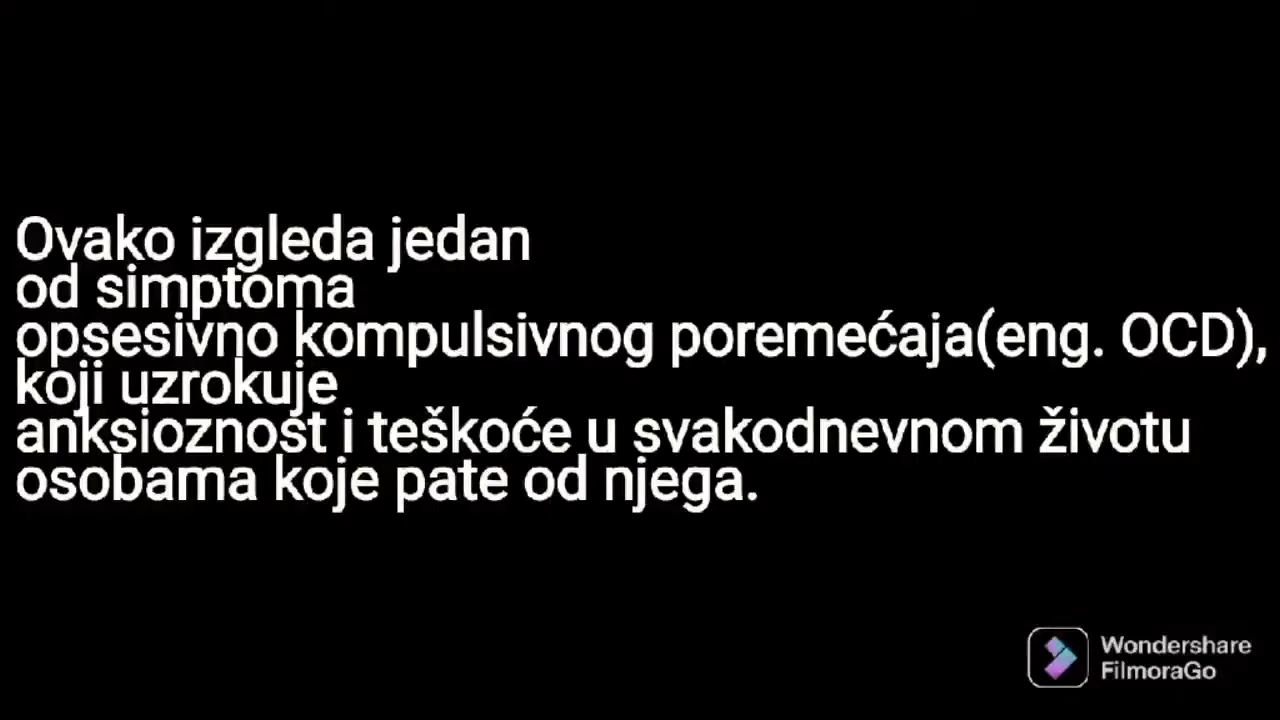 Ovako izgleda jedan
od simptoma
opsesivno kompulsivnog poremećaja(eng. OCD),
koji uzrokuje
anksioznost i teškoće u svakodnevnom životu
osobama koje pate od njega.
Wondershare
FilmoraGo